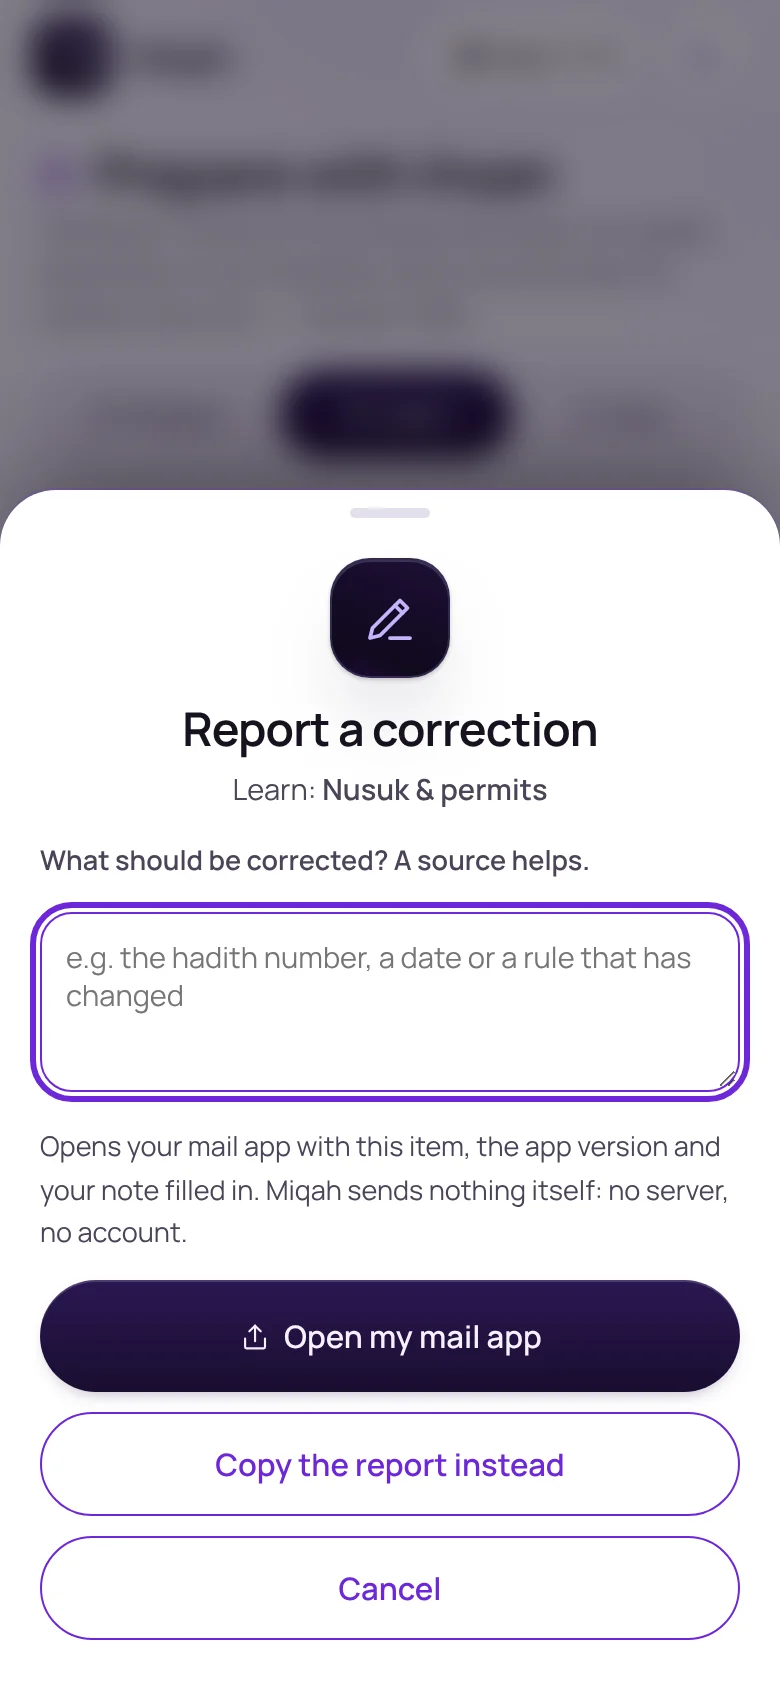 Report a correction
Learn: Nusuk & permits
What should be corrected? A source helps.
e.g. the hadith number, a date or a rule that has
changed
Opens your mail app with this item, the app version and
your note filled in. Miqah sends nothing itself: no server,
no account.
Open my mail app
Copy the report instead
Cancel